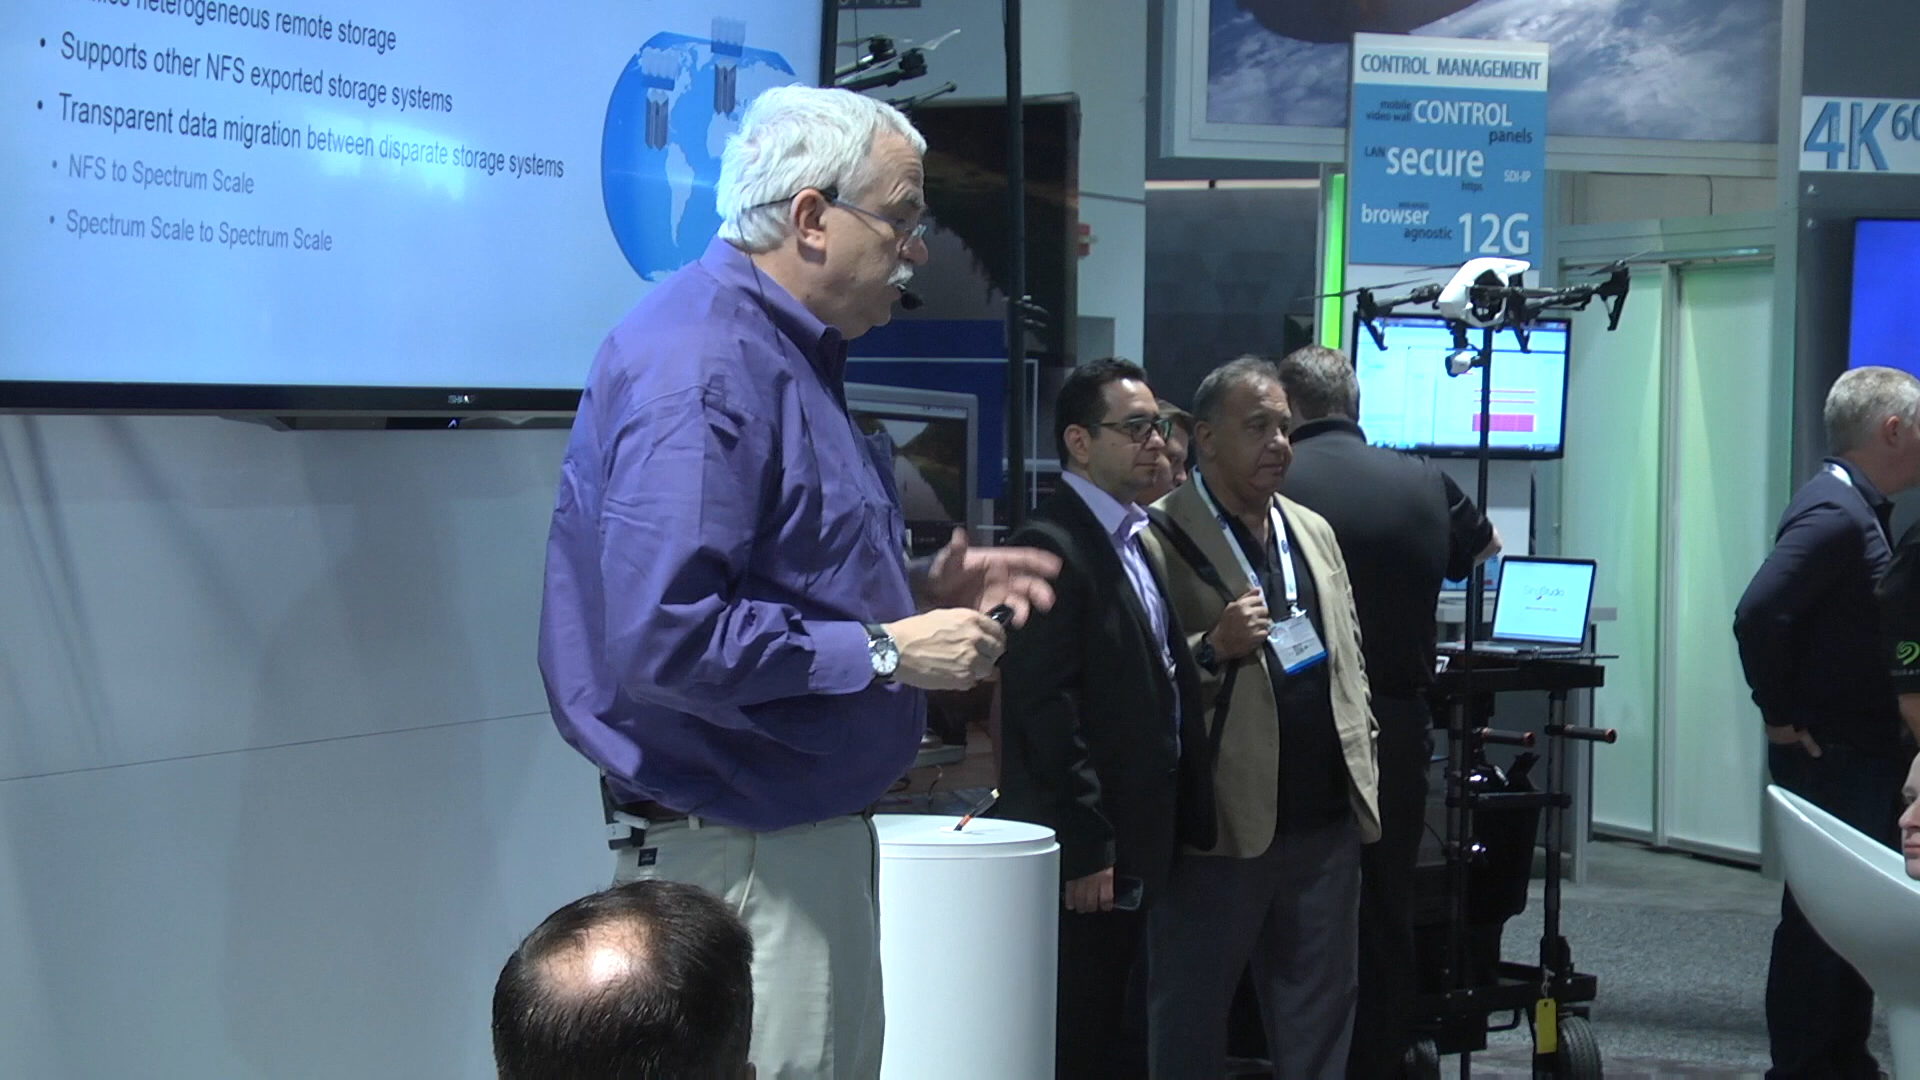 heterogeneous remote storage
• Supports other NFS exported storage systems
• Transparent data migration between disparate storage systems
• NFS to Spectrum Scale
• Spectrum Scale to Spectrum Scale
SHARP
CONTROL MANAGEMENT
mobile
video wall CONTROL
panels
LAN secure
https SDI-IP
browser
agnostic 12G
4K 60